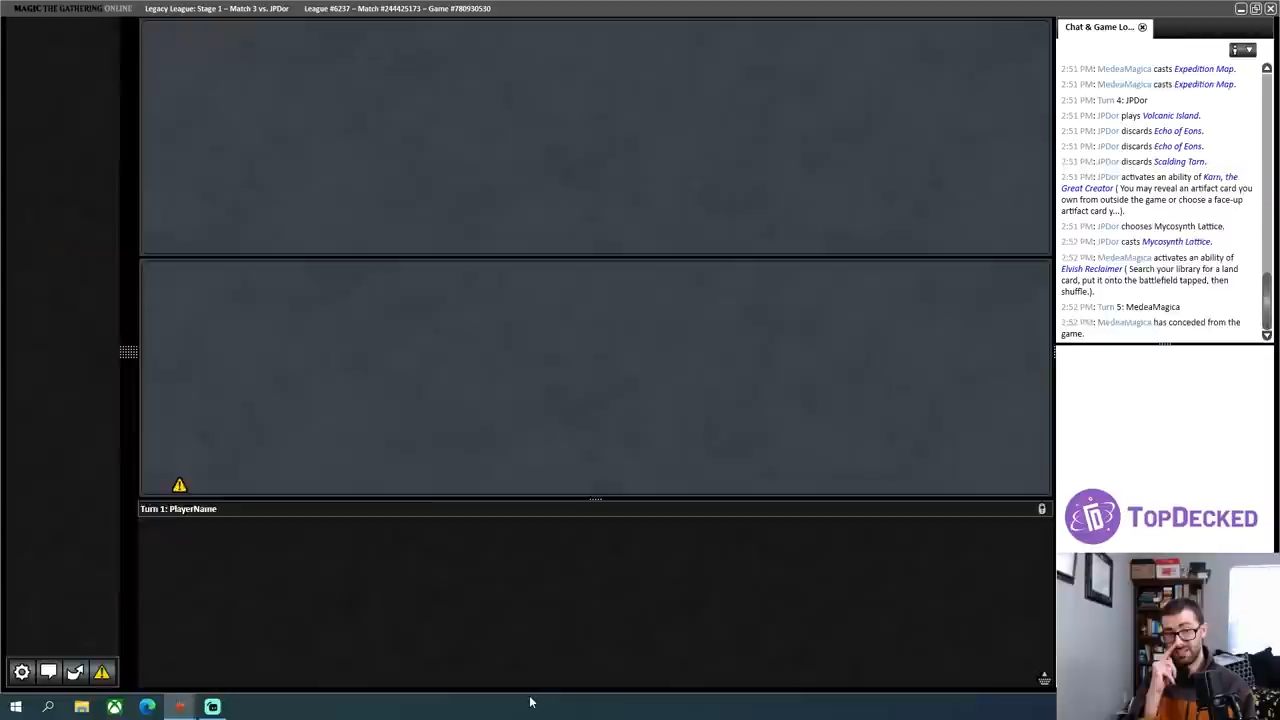 MAGIC THE GATHERING ONLINE Legacy League: Stage 1 – Match 3 vs. JPDor League #6237 – Match #244425173 – Game #780930530
Chat & Game Lo...
2:51 PM: MedeaMagica casts Expedition Map.
2:51 PM: MedeaMagica casts Expedition Map.
2:51 PM: Turn 4: JPDor
2:51 PM: JPDor plays Volcanic Island.
2:51 PM: JPDor discards Echo of Eons.
2:51 PM: JPDor discards Echo of Eons.
2:51 PM: JPDor discards Scalding Tarn.
2:51 PM: JPDor activates an ability of Karn, the
Great Creator ( You may reveal an artifact card you
own from outside the game or choose a face-up
artifact card y...).
2:51 PM: JPDor chooses Mycosynth Lattice.
2:52 PM: JPDor casts Mycosynth Lattice.
2:52 PM: MedeaMagica activates an ability of
Elvish Reclaimer ( Search your library for a land
card, put it onto the battlefield tapped, then
shuffle.).
2:52 PM: Turn 5: MedeaMagica
2:52 PM: MedeaMagica has conceded from the
game.
Turn 1: PlayerName
TD TOPDECKED